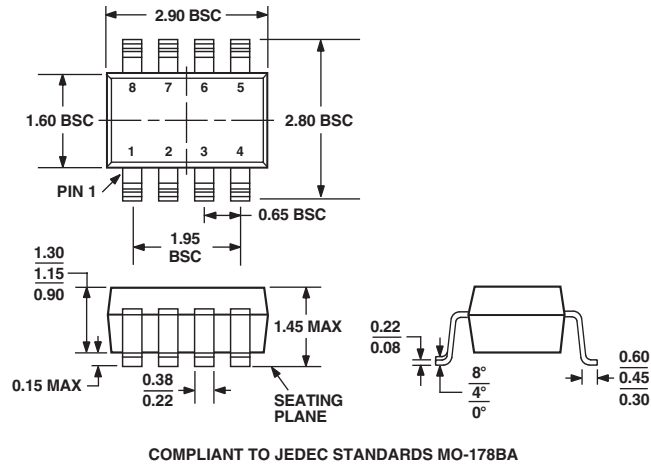 2.90 BSC
8 7 6 5
1.60 BSC
2.80 BSC
1 2 3 4
PIN 1
0.65 BSC
1.95
BSC
1.30
1.15
0.90
1.45 MAX
0.15 MAX
0.38
0.22
SEATING
PLANE
0.22
0.08
8°
4°
0°
0.60
0.45
0.30
COMPLIANT TO JEDEC STANDARDS MO-178BA